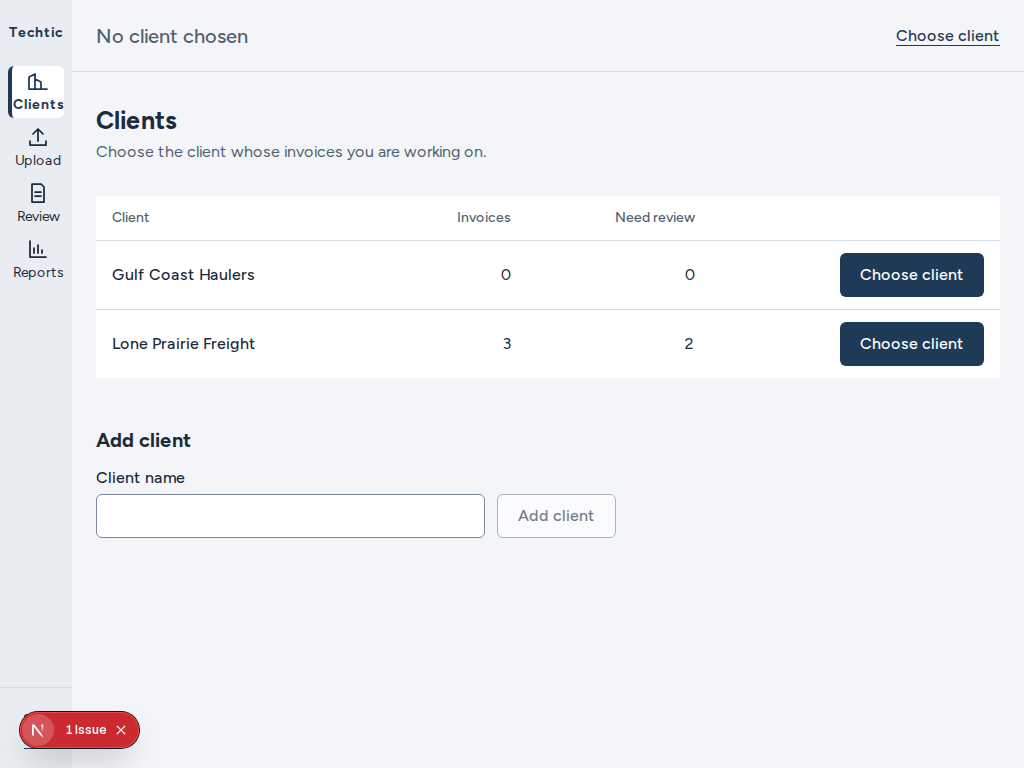 Techtic
Clients
Upload
Review
Reports
No client chosen
Choose client
Clients
Choose the client whose invoices you are working on.
Client Invoices Need review
Gulf Coast Haulers 0 0 Choose client
Lone Prairie Freight 3 2 Choose client
Add client
Client name
Add client
N 1 Issue